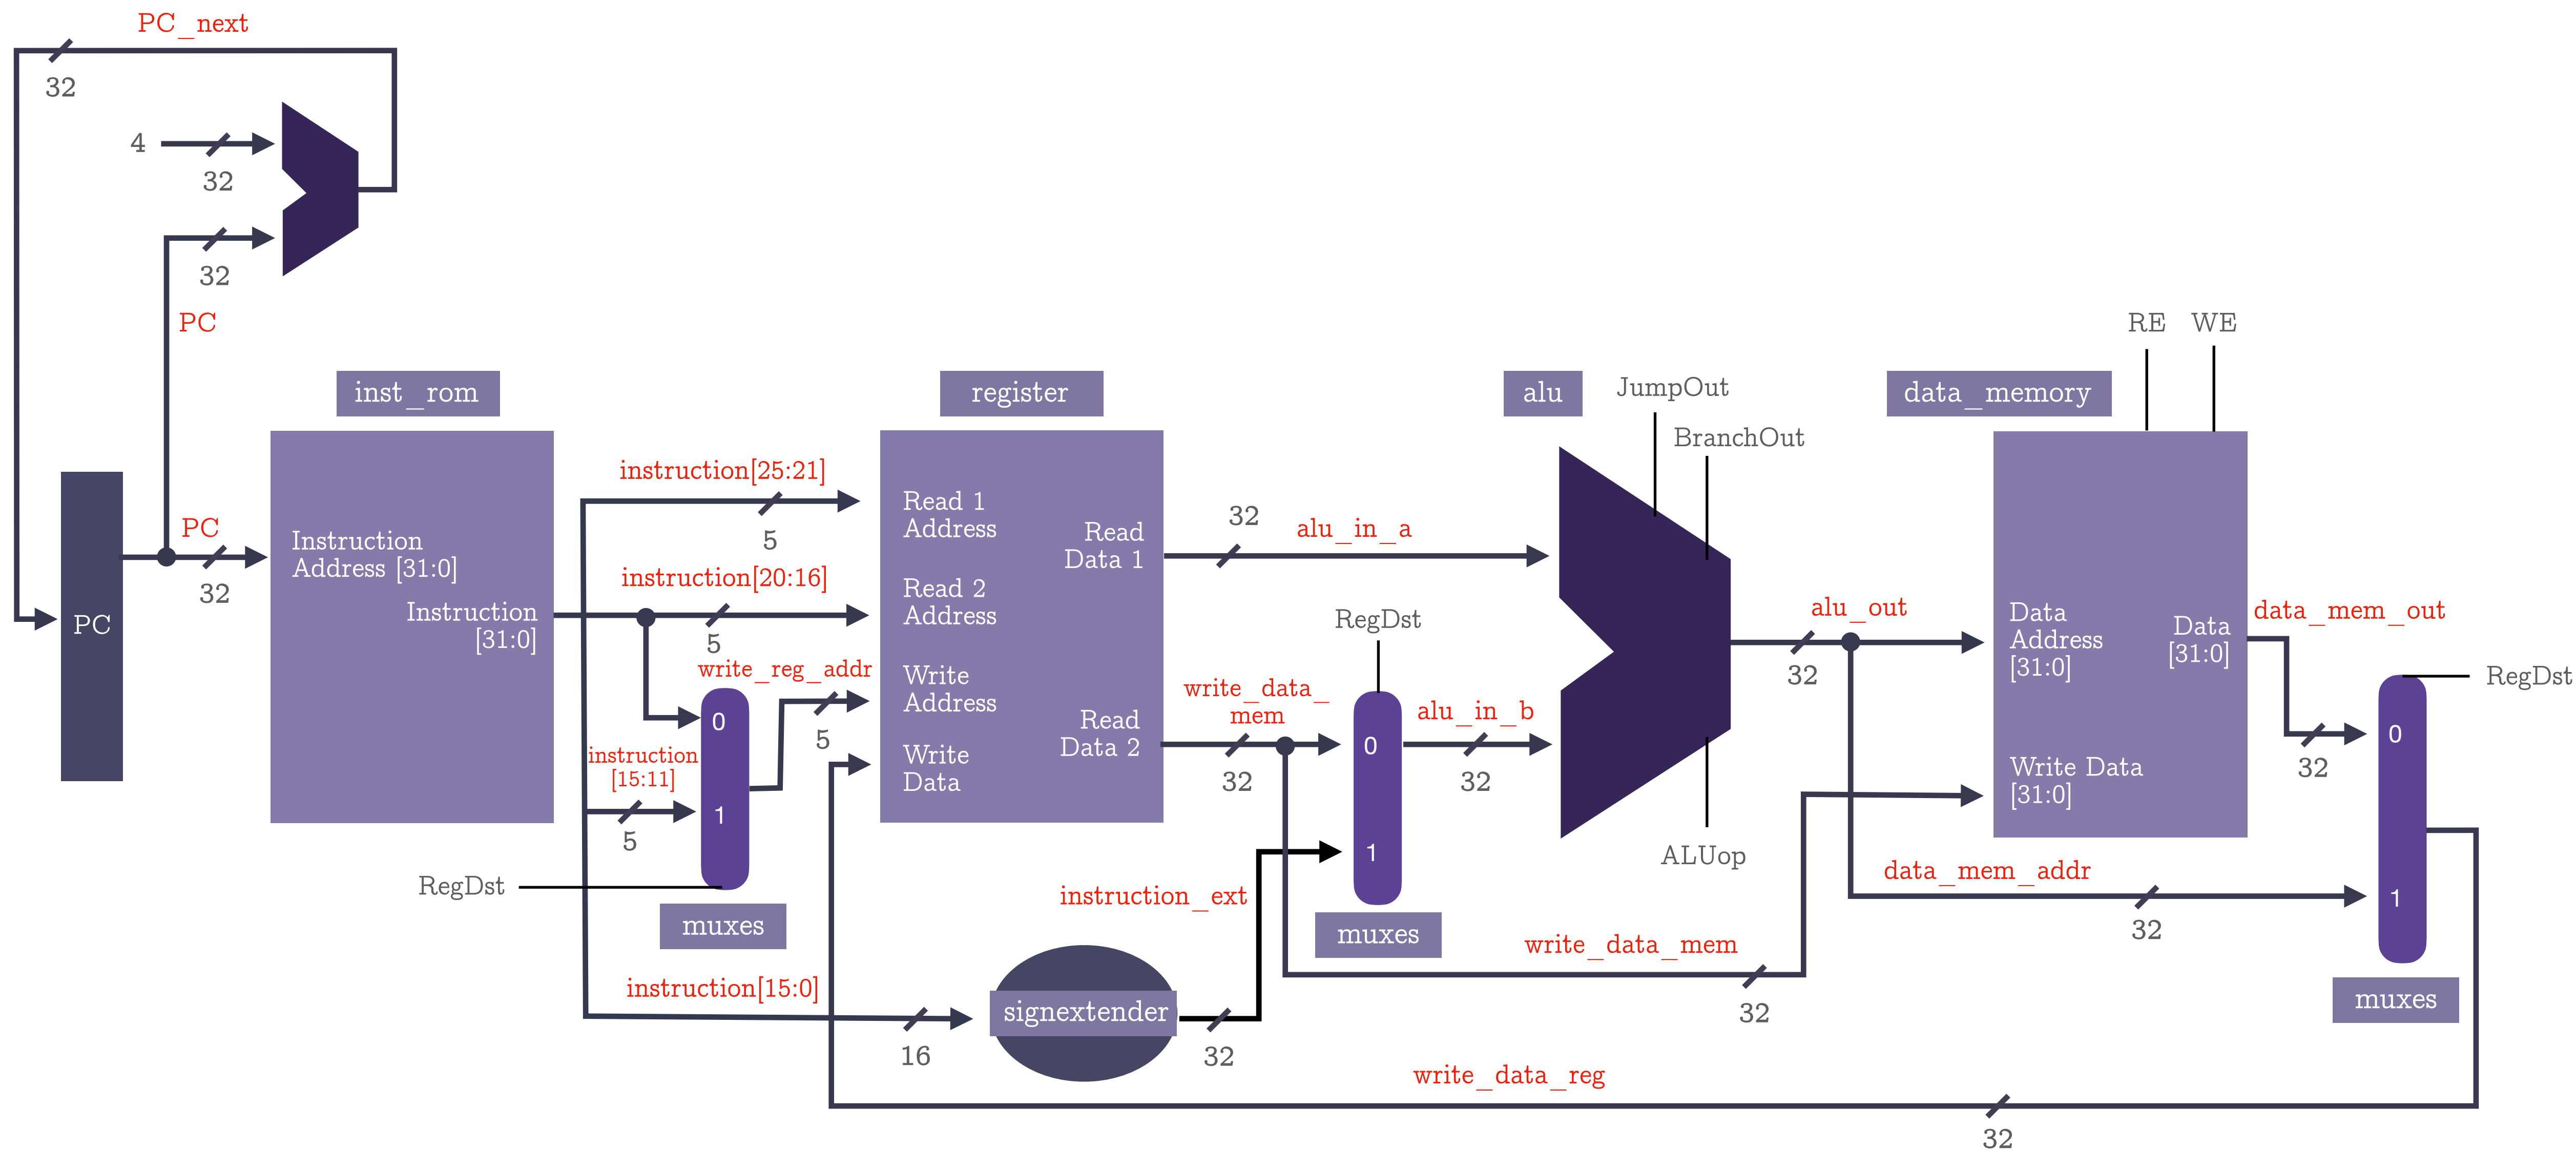 PC_next
32
4
32
32
PC
RE
WE
inst_rom
register
alu
JumpOut
data_memory
BranchOut
instruction[25:21]
Read 1
Address
5
32
alu_in_a
PC
Instruction
Address [31:0]
32
Read
Data 1
instruction[20:16]
Read 2
Address
5
Instruction
[31:0]
PC
RegDst
alu_out
32
Data
Address
[31:0]
Data
[31:0]
data_mem_out
RegDst
write_reg_addr
Write
Address
5
write_data_
mem
32
Read
Data 2
alu_in_b
32
0
0
0
32
instruction
[15:11]
5
1
Write
Data
Write Data
[31:0]
1
ALUop
RegDst
instruction_ext
data_mem_addr
32
1
muxes
muxes
write_data_mem
32
instruction[15:0]
16
signextender
32
muxes
write_data_reg
32